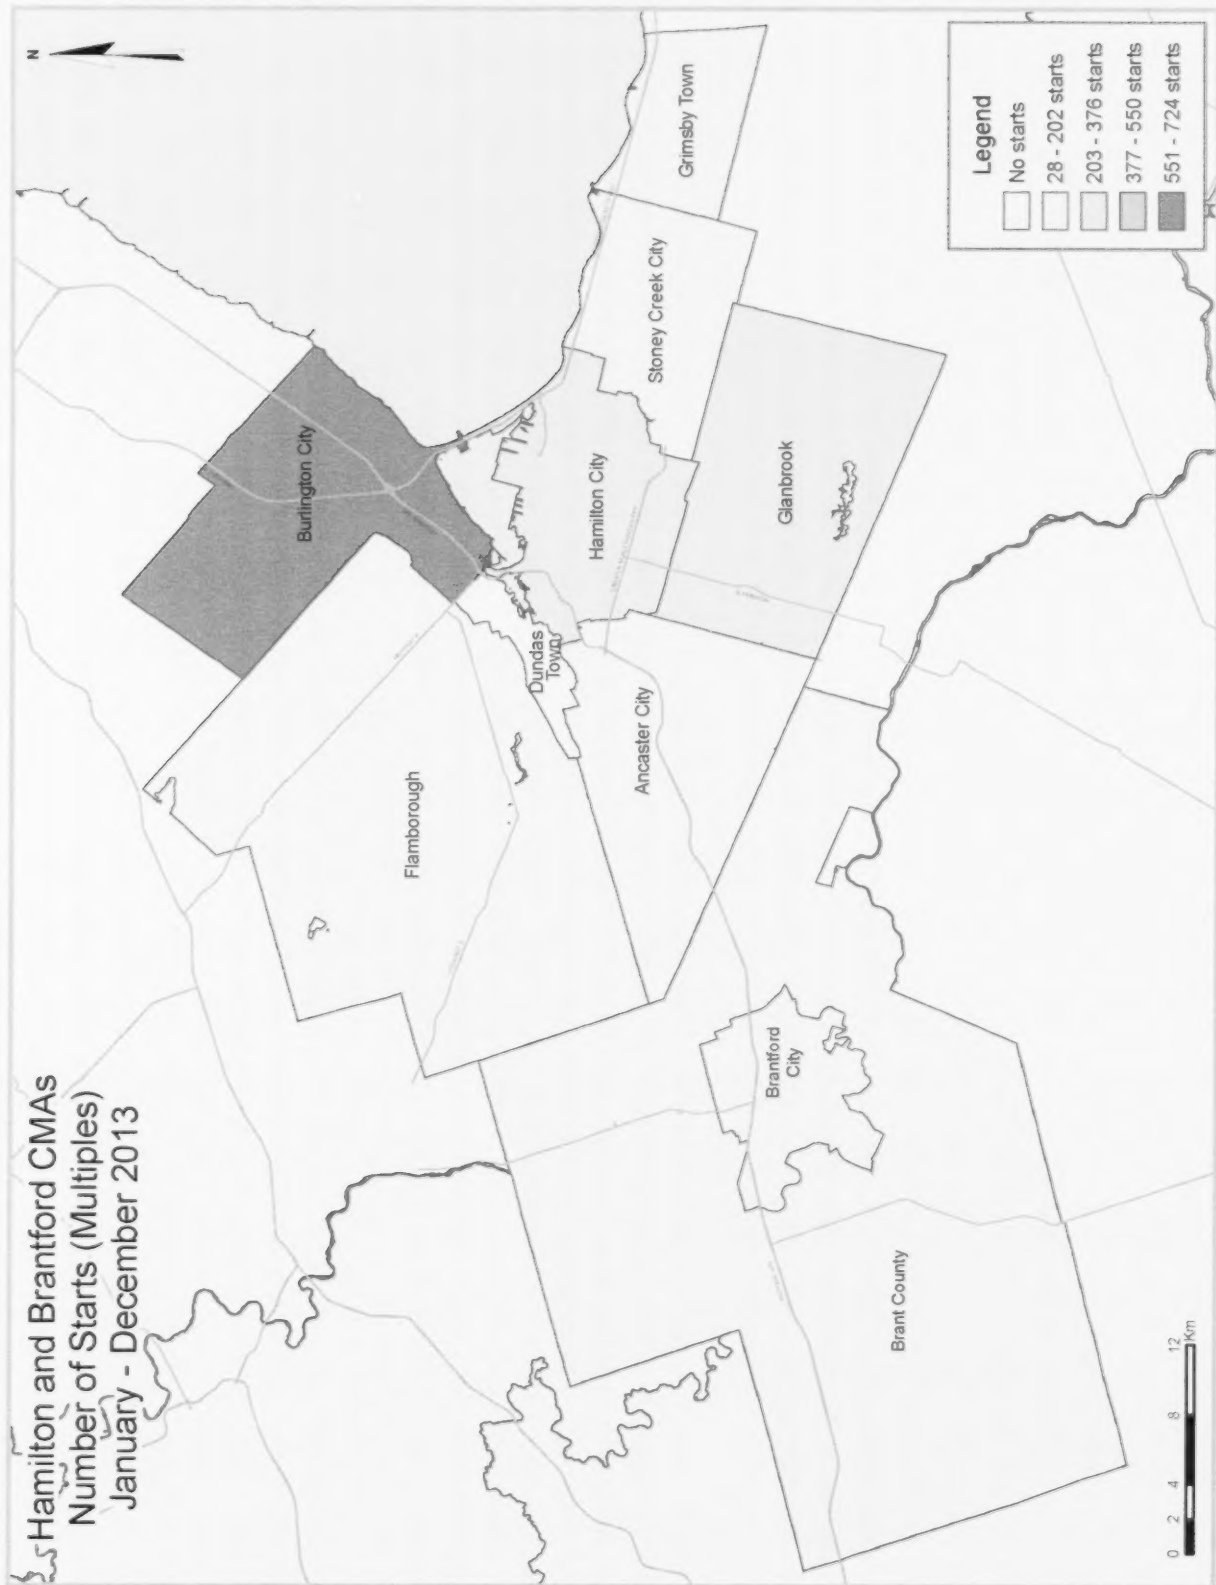 Hamilton and Brantford CMAs
Number of Starts (Multiples)
January - December 2013
N
Burlington City
Flamborough
Dundas
Town
Hamilton City
Stoney Creek City
Grimsby Town
Glanbrook
Ancaster City
Brantford
City
Brant County
Legend
No starts
28 - 202 starts
203 - 376 starts
377 - 550 starts
551 - 724 starts
0 2 4 8 12
Km